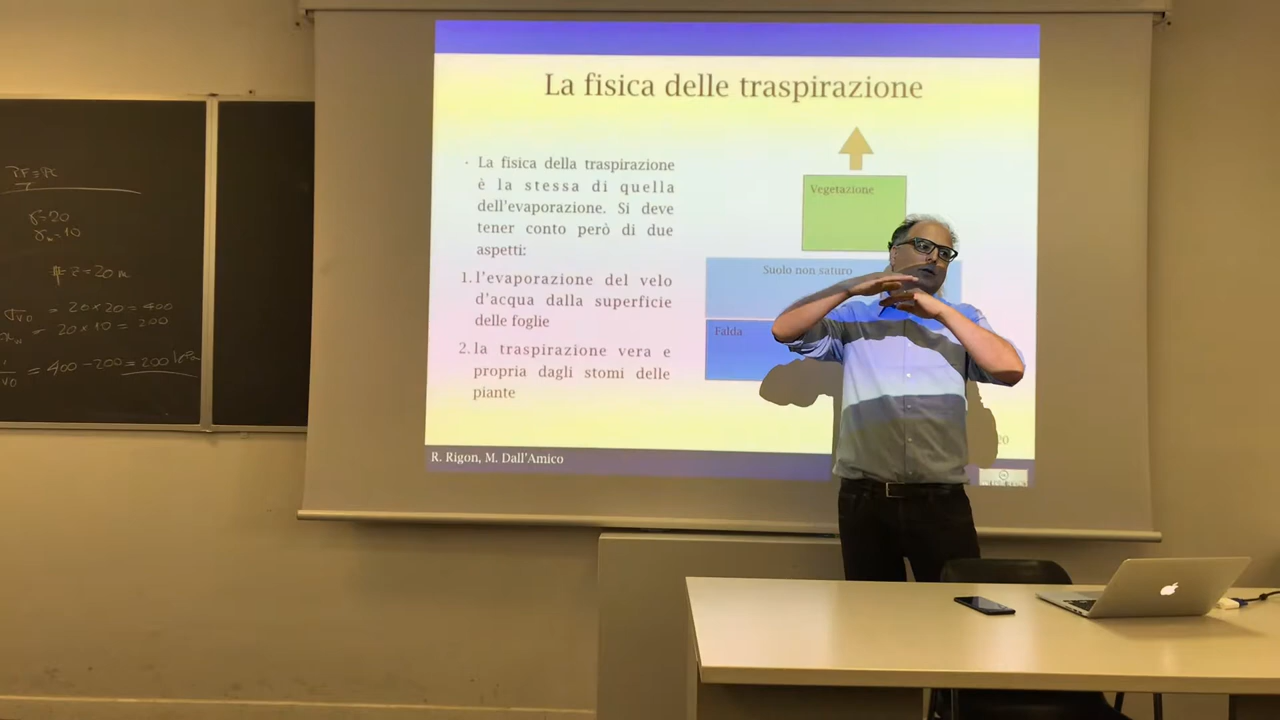 La fisica delle traspirazione
· La fisica della traspirazione
è la stessa di quella
dell'evaporazione. Si deve
tener conto però di due
aspetti:
1. l'evaporazione del velo
d'acqua dalla superficie
delle foglie
2. la traspirazione vera e
propria dagli stomi delle
piante
Vegetazione
Suolo non saturo
Falda
R. Rigon, M. Dall'Amico
20
z = 20 m
= 20 x 20 = 400
= 20 x 10 = 200
= 400 - 200 = 200